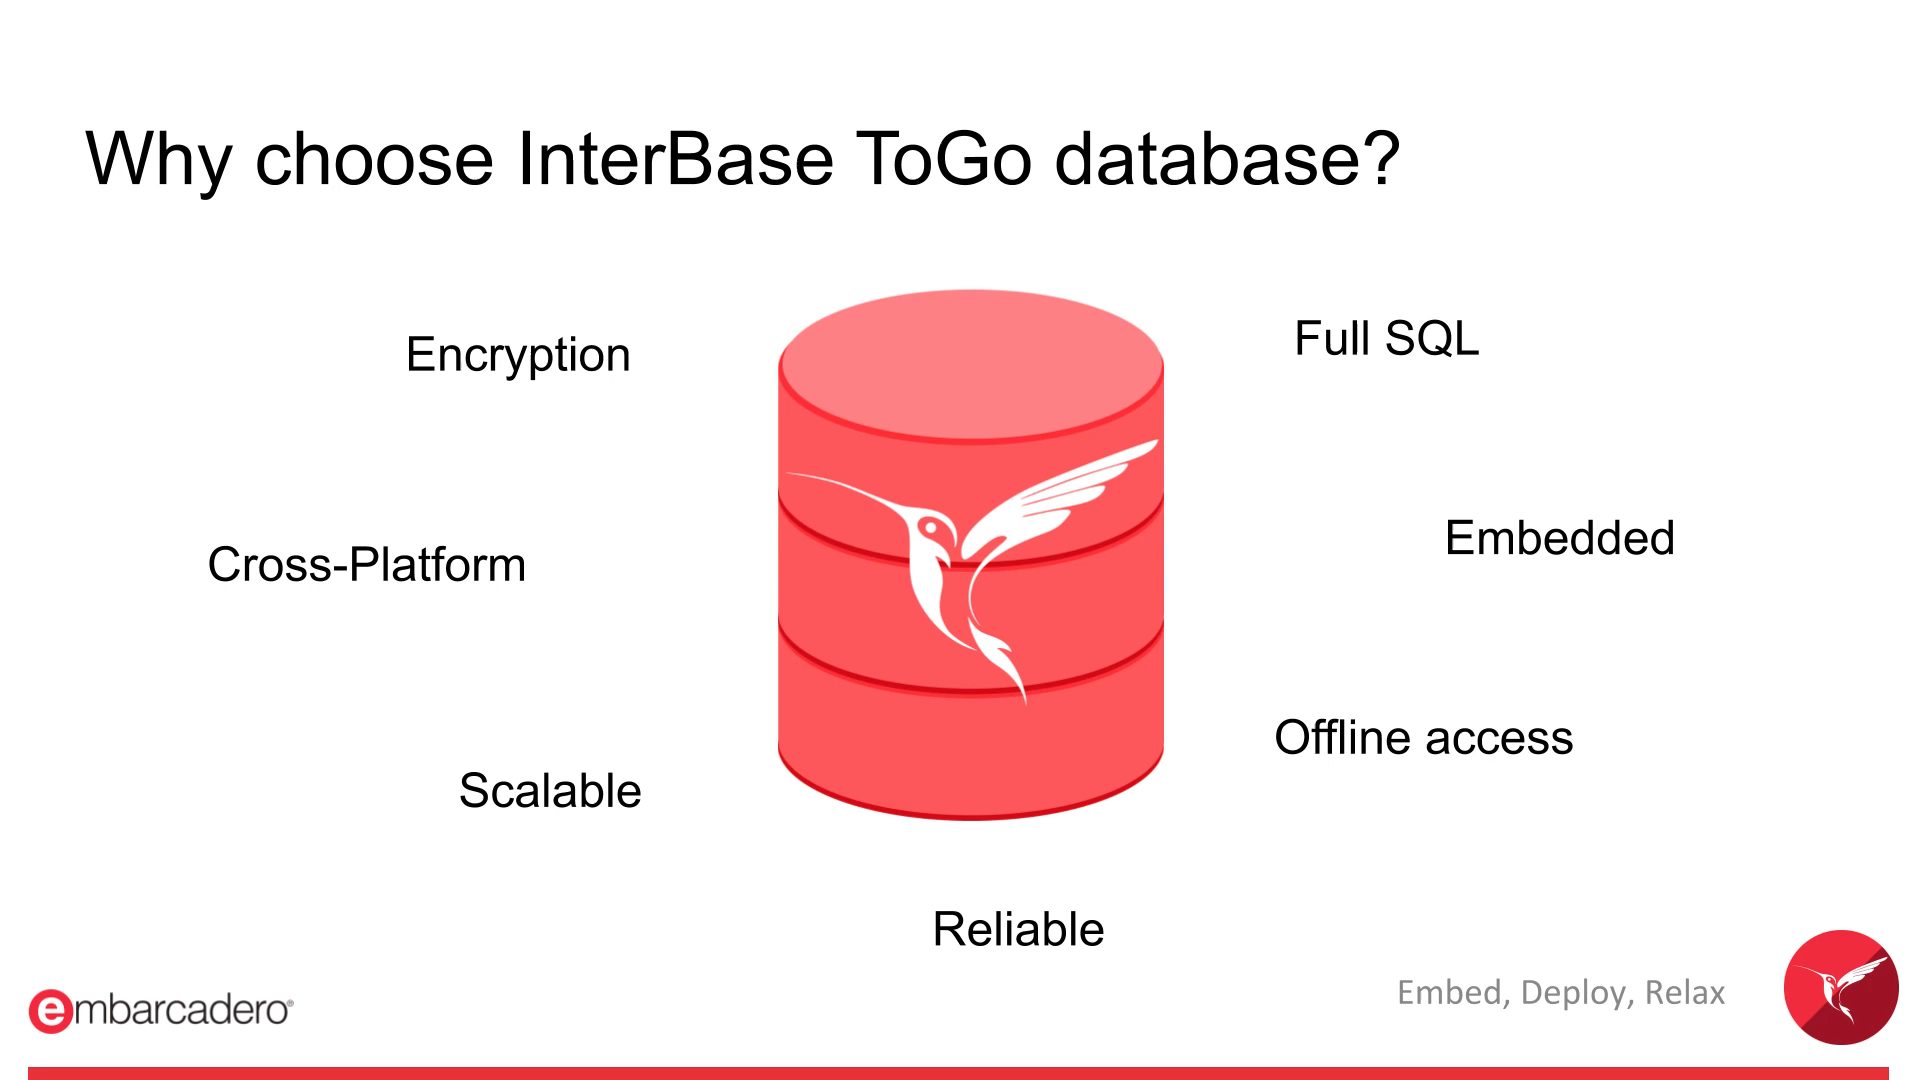 Why choose InterBase ToGo database?
Encryption
Full SQL
Cross-Platform
Embedded
Scalable
Offline access
Reliable
embarcadero®
Embed, Deploy, Relax